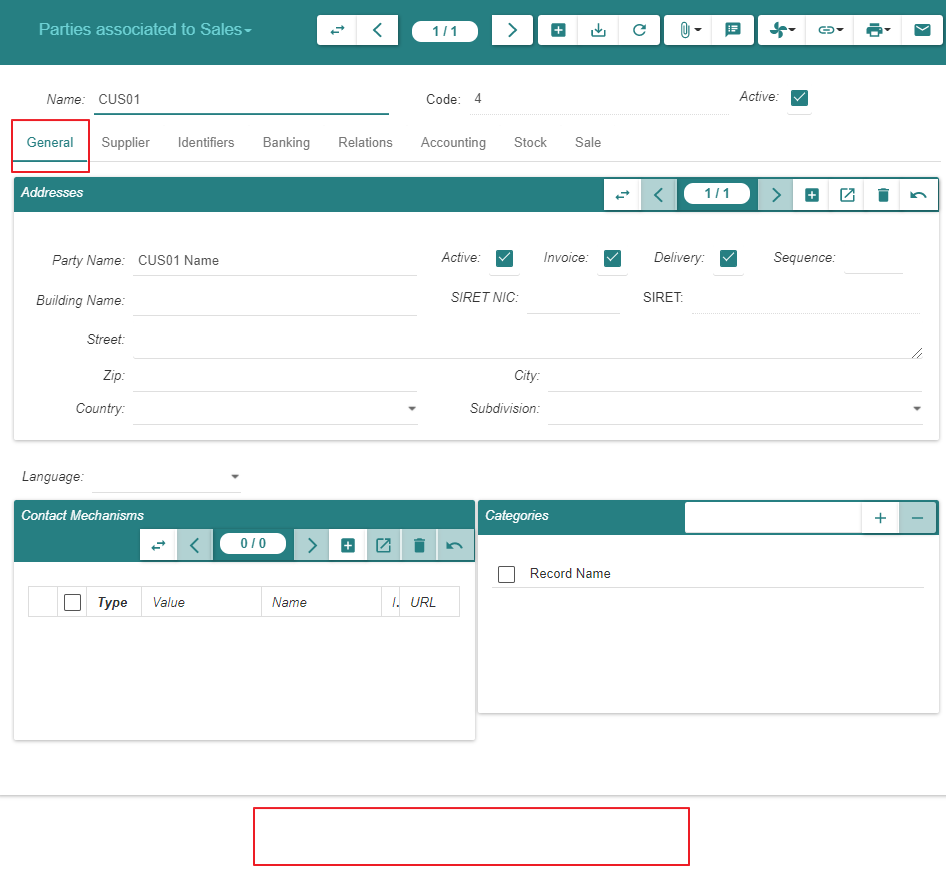 Parties associated to Sales
1 / 1
Name: CUS01 Code: 4 Active:
General Supplier Identifiers Banking Relations Accounting Stock Sale
Addresses 1 / 1
Party Name: CUS01 Name Active: Invoice: Delivery: Sequence:
Building Name: SIRET NIC: SIRET:
Street:
Zip: City:
Country: Subdivision:
Language:
Contact Mechanisms
0 / 0
Type Value Name I. URL
Categories
Record Name